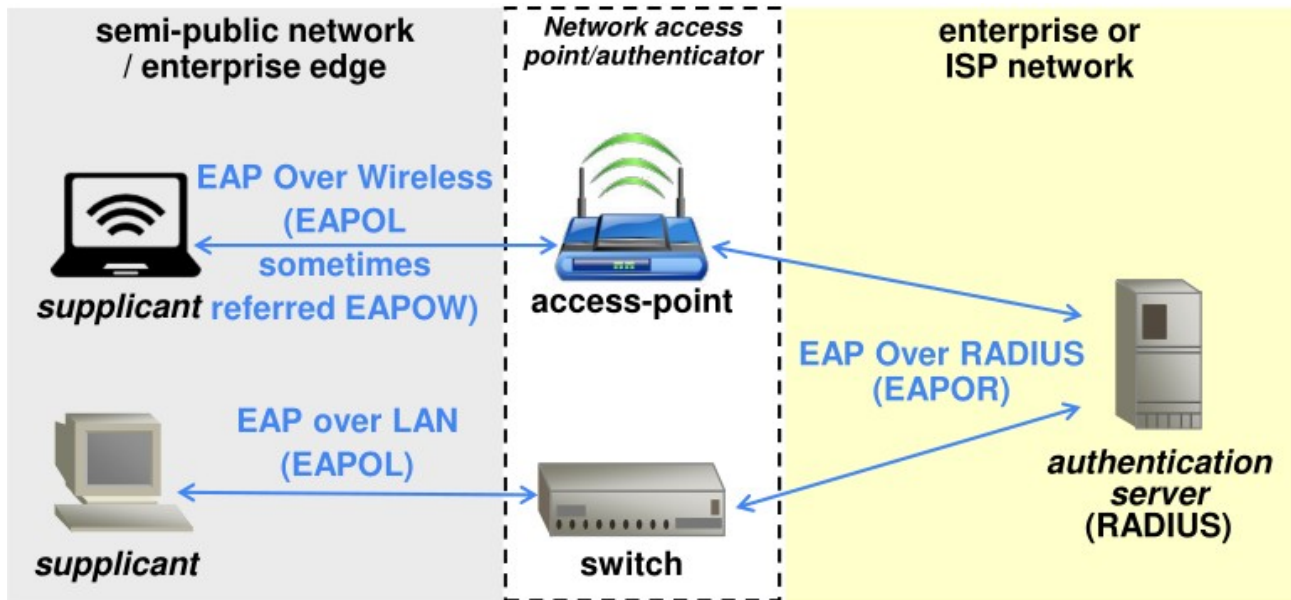 semi-public network
/ enterprise edge
Network access
point/authenticator
enterprise or
ISP network
EAP Over Wireless
(EAPOL
sometimes
referred EAPOW)
supplicant
access-point
EAP Over RADIUS
(EAPOR)
EAP over LAN
(EAPOL)
authentication
server
(RADIUS)
supplicant
switch